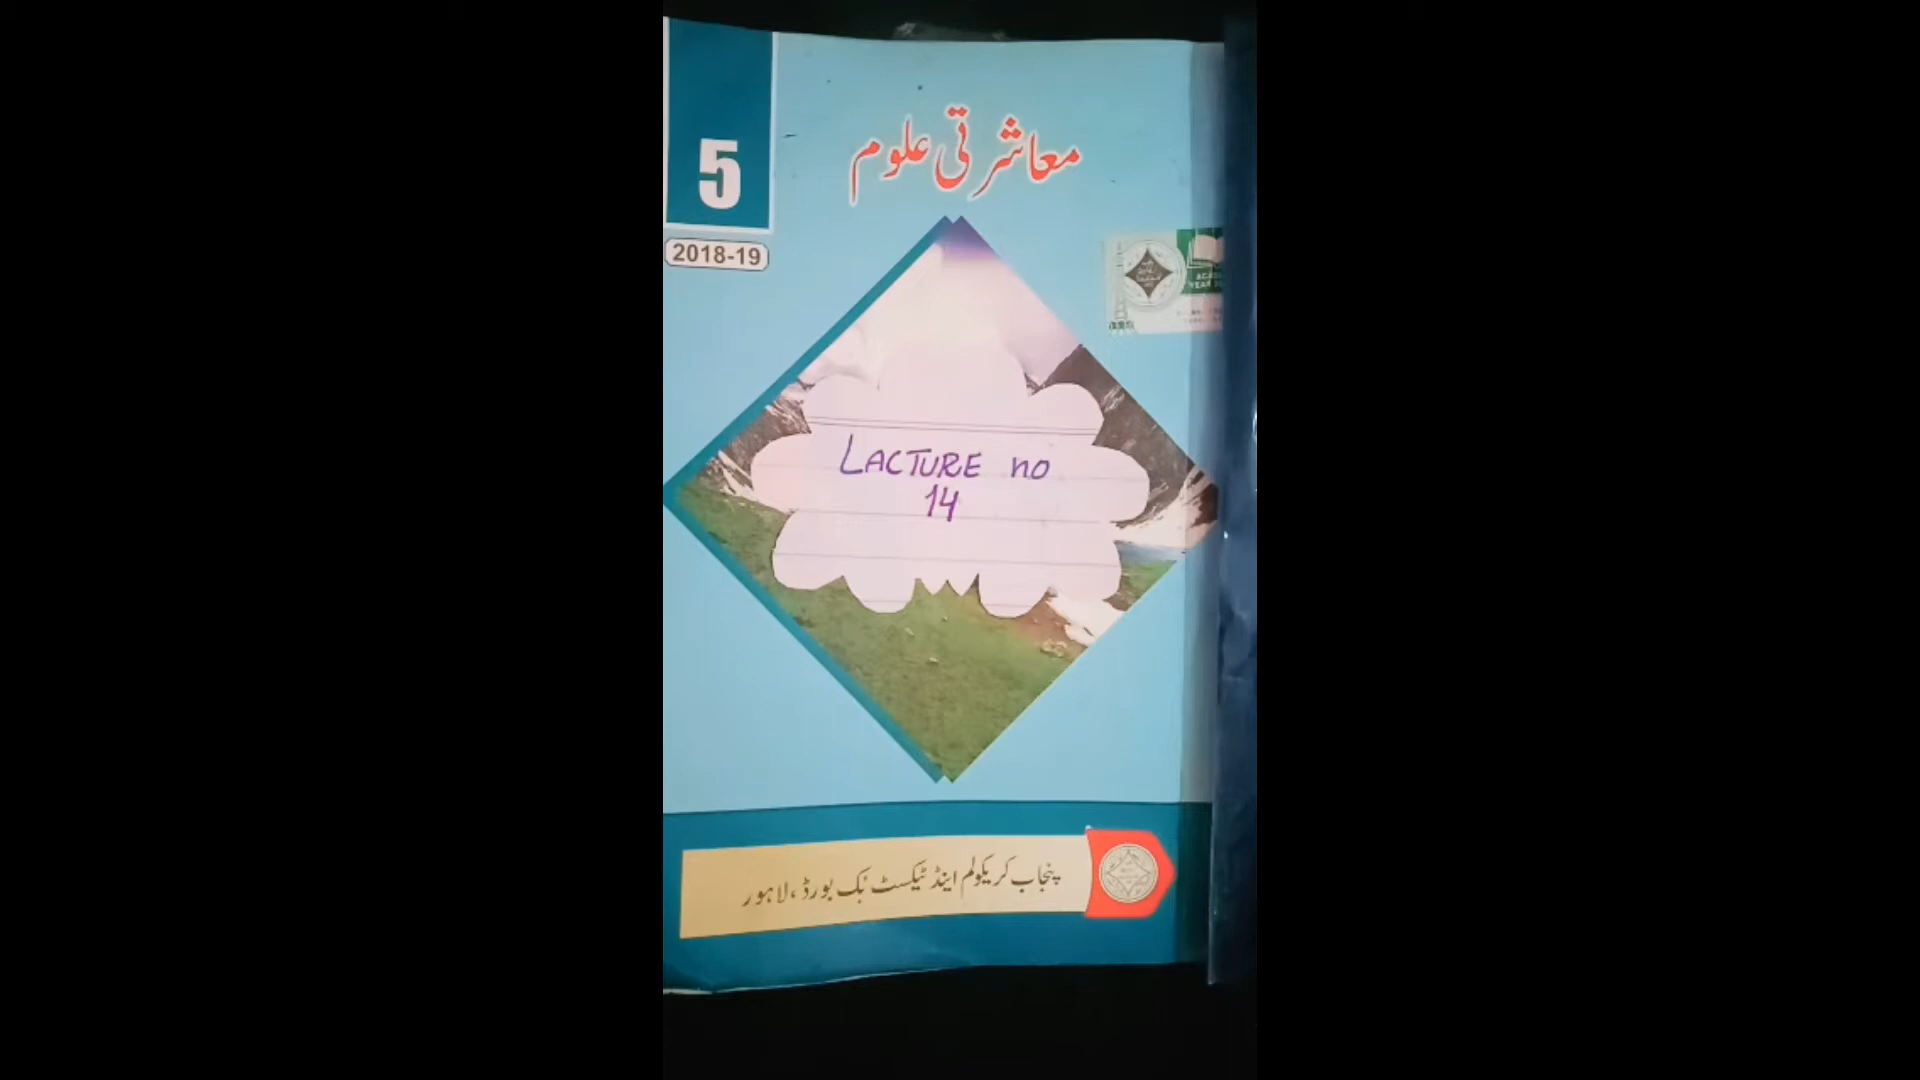 5
معاشرتی علوم
2018-19
LACTURE no
14
پنجاب کریکولم اینڈ ٹیکسٹ بک بورڈ، لاہور